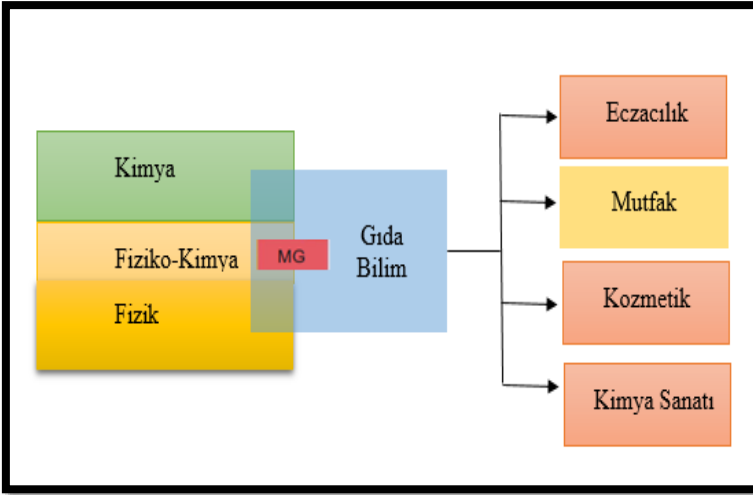 Kimya
Fiziko-Kimya
Fizik
MG
Gıda
Bilim
Eczacılık
Mutfak
Kozmetik
Kimya Sanatı